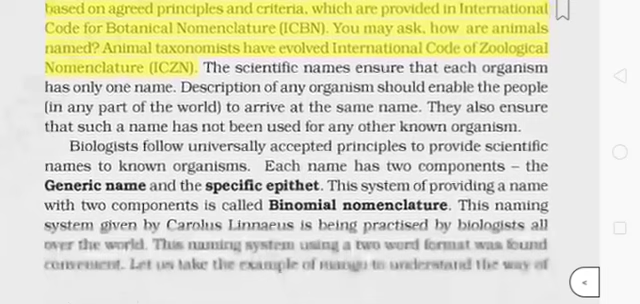 based on agreed principles and criteria, which are provided in International
Code for Botanical Nomenclature (ICBN). You may ask, how are animals
named? Animal taxonomists have evolved International Code of Zoological
Nomenclature (ICZN). The scientific names ensure that each organism
has only one name. Description of any organism should enable the people
(in any part of the world) to arrive at the same name. They also ensure
that such a name has not been used for any other known organism.
Biologists follow universally accepted principles to provide scientific
names to known organisms. Each name has two components – the
Generic name and the specific epithet. This system of providing a name
with two components is called Binomial nomenclature. This naming
system given by Carolus Linnaeus is being practised by biologists all
over the world. This naming system using a two word format was found
convenient. Let us take the example of mango to understand the way of